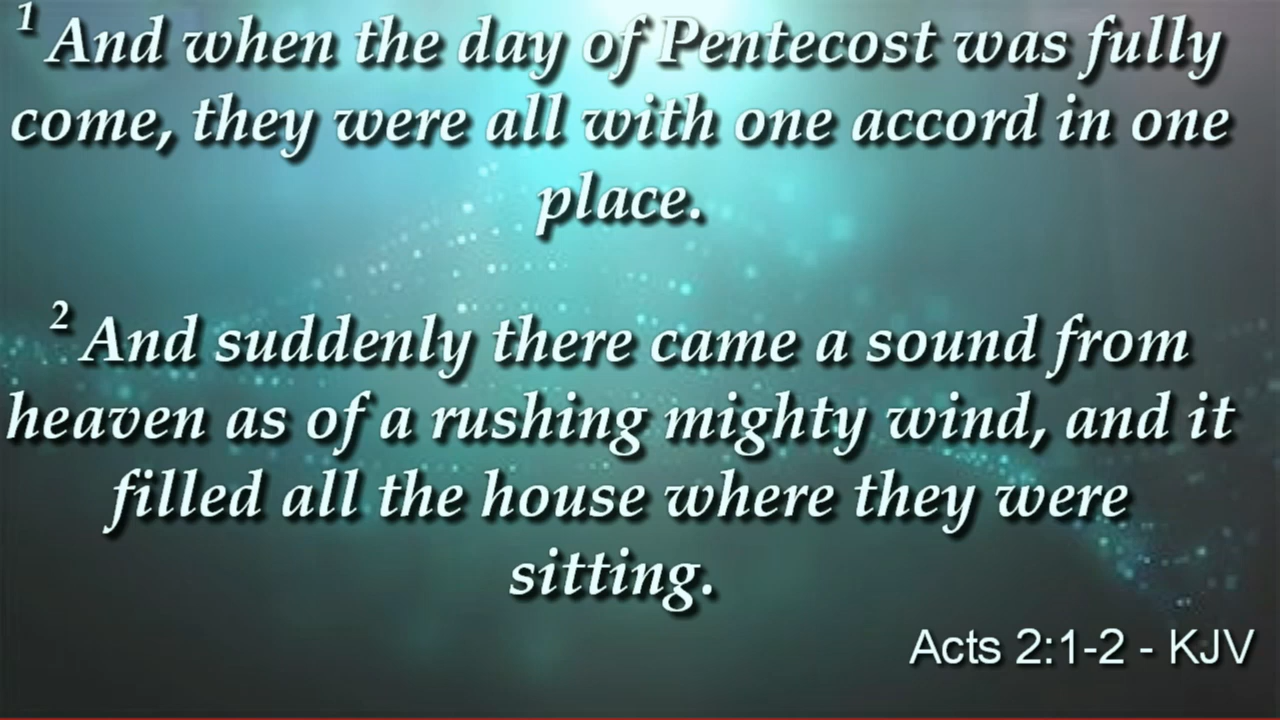 1 And when the day of Pentecost was fully
come, they were all with one accord in one
place.
2 And suddenly there came a sound from
heaven as of a rushing mighty wind, and it
filled all the house where they were
sitting.
Acts 2:1-2 - KJV